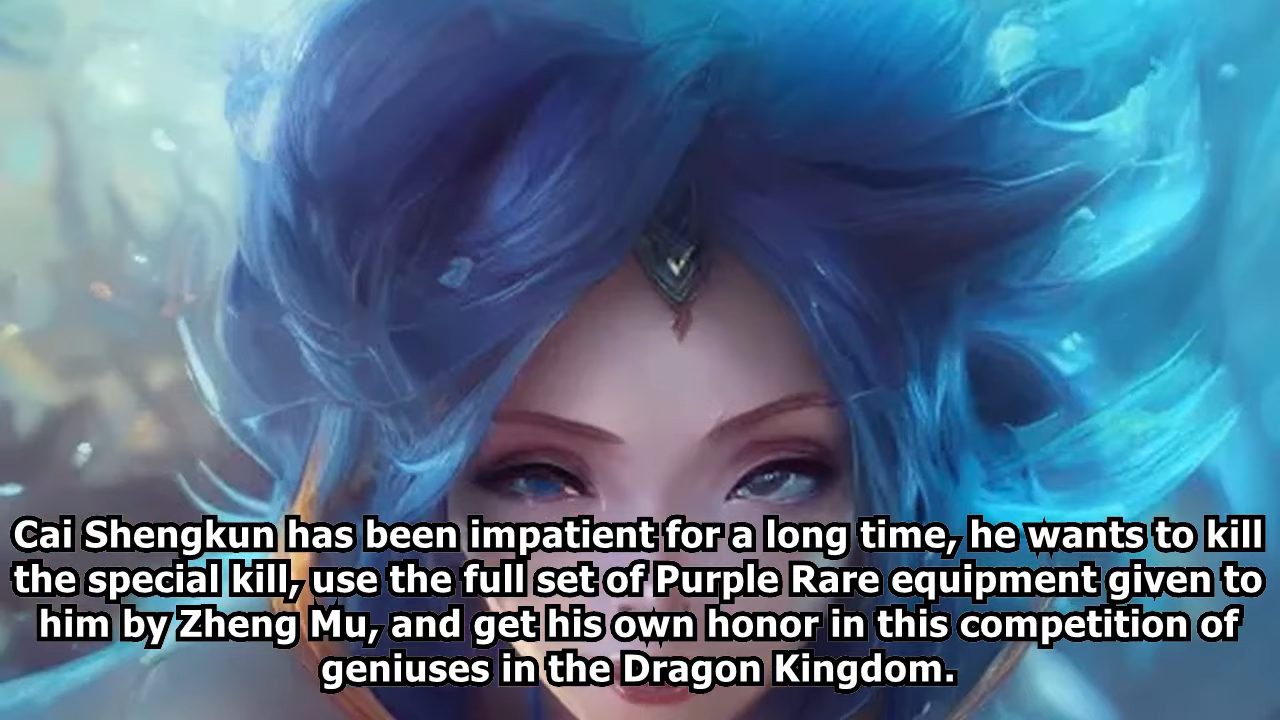 Cai Shengkun has been impatient for a long time, he wants to kill
the special kill, use the full set of Purple Rare equipment given to
him by Zheng Mu, and get his own honor in this competition of
geniuses in the Dragon Kingdom.